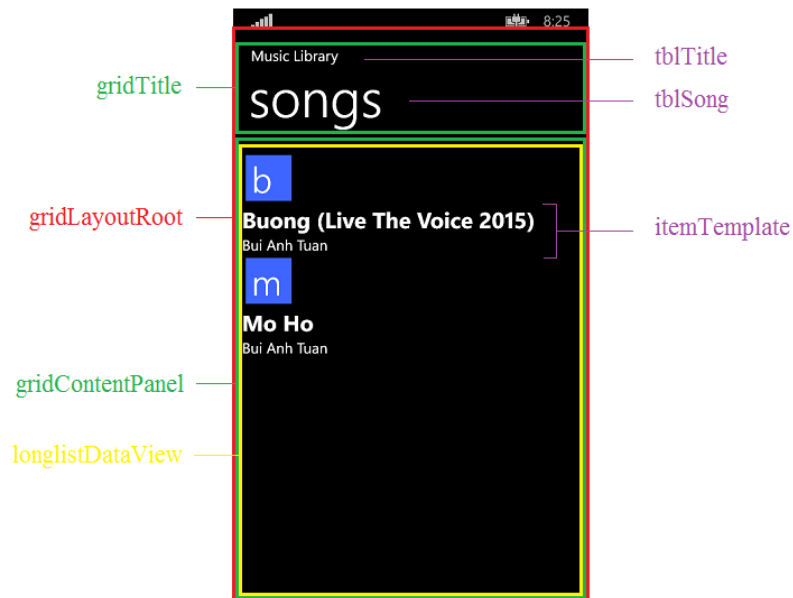 8:25
Music Library
tblTitle
gridTitle
songs
tblSong
b
gridLayoutRoot
Buong (Live The Voice 2015)
itemTemplate
Bui Anh Tuan
m
Mo Ho
Bui Anh Tuan
gridContentPanel
longlistDataView